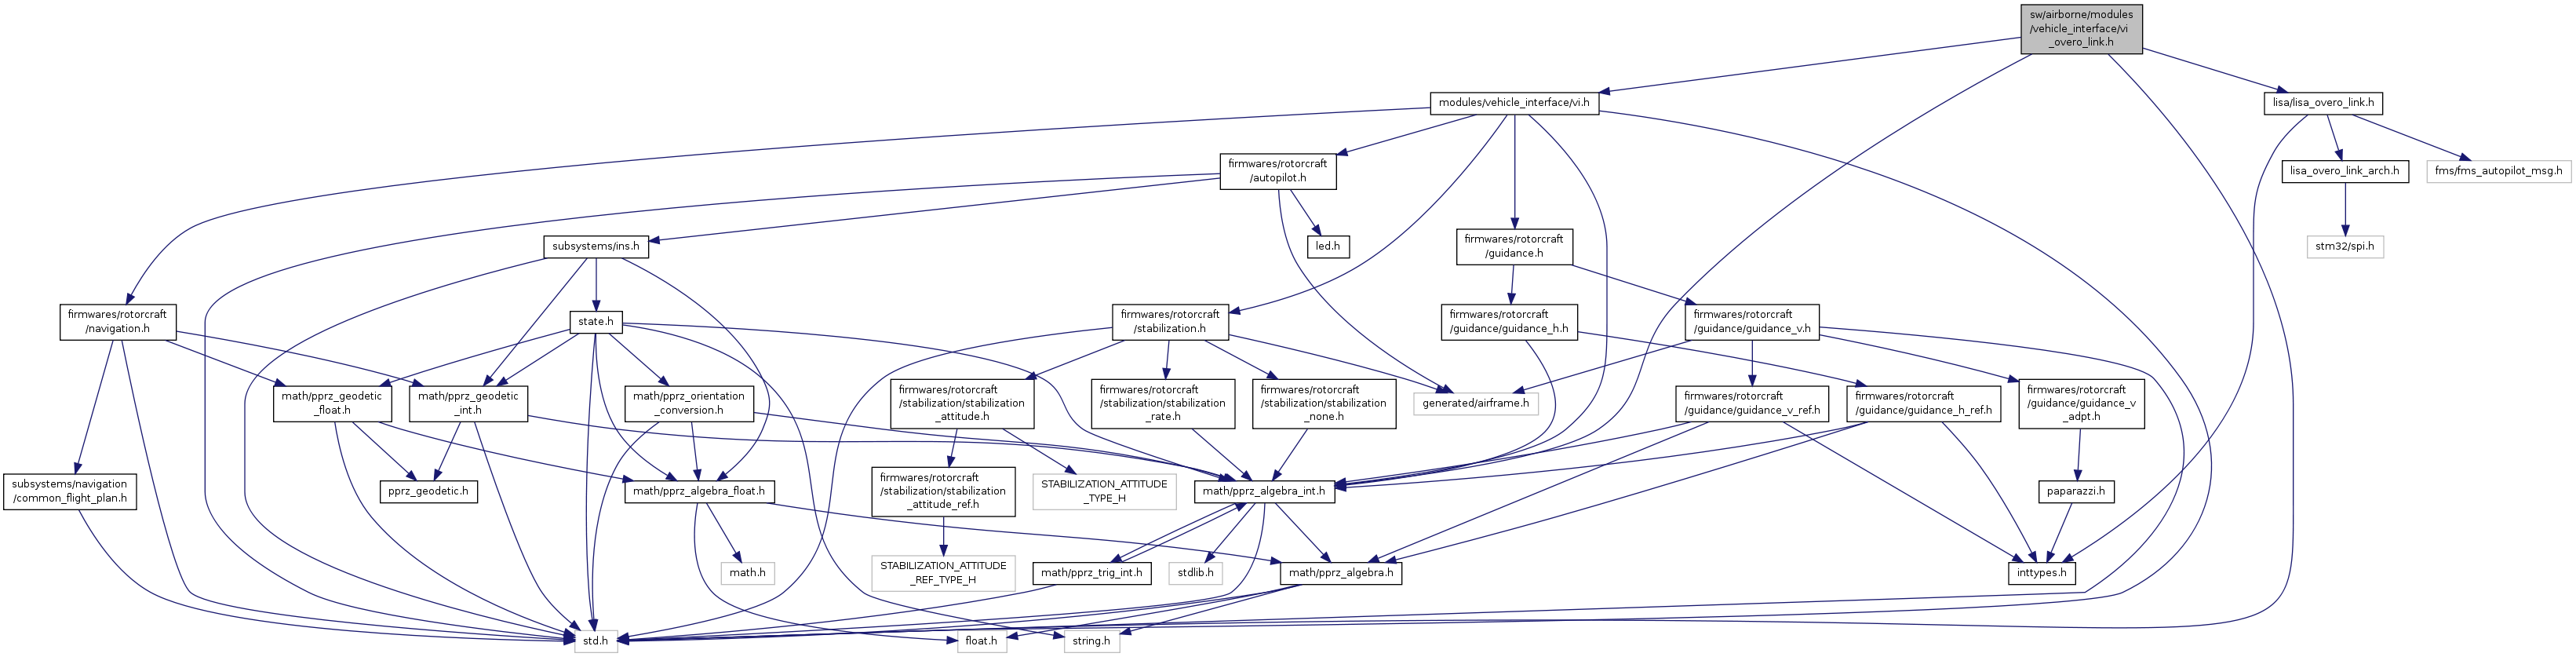 sw/airborne/modules
/vehicle_interface/vi
_overo_link.h
modules/vehicle_interface/vi.h
lisa/lisa_overo_link.h
firmwares/rotorcraft
/autopilot.h
lisa_overo_link_arch.h
fms/fms_autopilot_msg.h
subsystems/ins.h
led.h
firmwares/rotorcraft
/guidance.h
stm32/spi.h
firmwares/rotorcraft
/navigation.h
state.h
firmwares/rotorcraft
/stabilization.h
firmwares/rotorcraft
/guidance/guidance_h.h
firmwares/rotorcraft
/guidance/guidance_v.h
math/pprz_geodetic
_float.h
math/pprz_geodetic
_int.h
math/pprz_orientation
_conversion.h
firmwares/rotorcraft
/stabilization/stabilization
_attitude.h
firmwares/rotorcraft
/stabilization/stabilization
_rate.h
firmwares/rotorcraft
/stabilization/stabilization
_none.h
generated/airframe.h
firmwares/rotorcraft
/guidance/guidance_v_ref.h
firmwares/rotorcraft
/guidance/guidance_h_ref.h
firmwares/rotorcraft
/guidance/guidance_v
_adpt.h
subsystems/navigation
/common_flight_plan.h
pprz_geodetic.h
math/pprz_algebra_float.h
firmwares/rotorcraft
/stabilization/stabilization
_attitude_ref.h
STABILIZATION_ATTITUDE
_TYPE_H
math/pprz_algebra_int.h
paparazzi.h
math.h
STABILIZATION_ATTITUDE
_REF_TYPE_H
math/pprz_trig_int.h
stdlib.h
math/pprz_algebra.h
inttypes.h
std.h
float.h
string.h